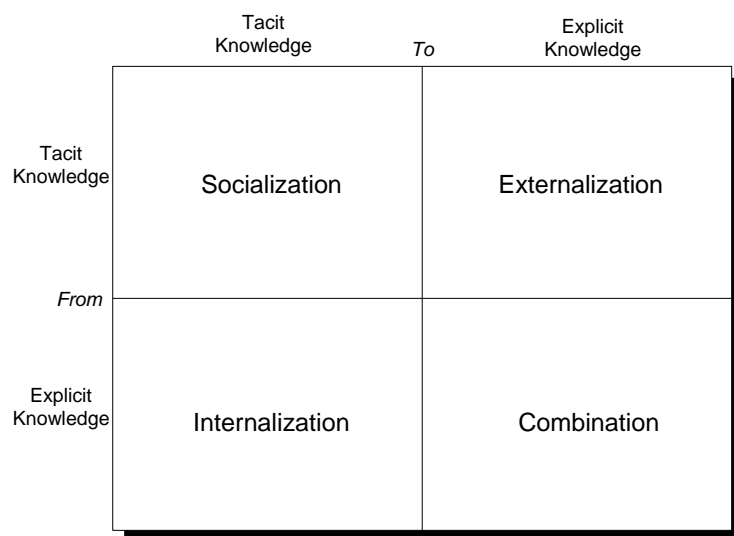 Tacit
Knowledge
To
Explicit
Knowledge
Tacit
Knowledge
Socialization
Externalization
From
Explicit
Knowledge
Internalization
Combination